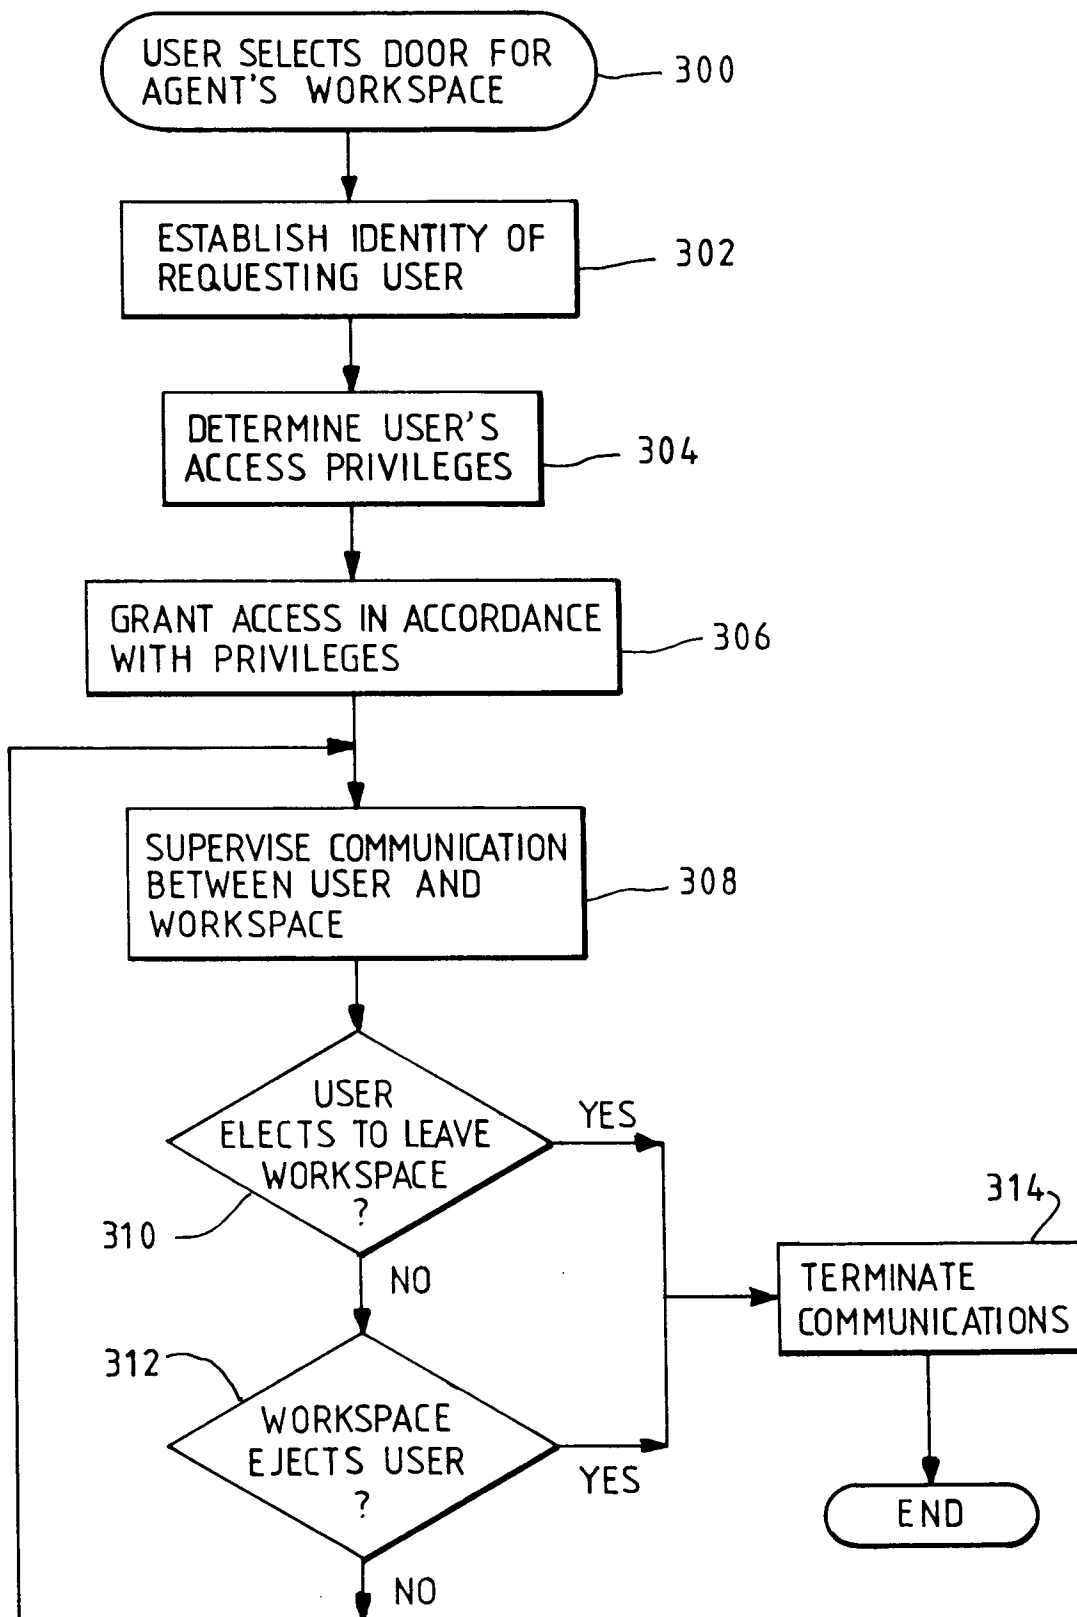 USER SELECTS DOOR FOR
AGENT'S WORKSPACE
300
ESTABLISH IDENTITY OF
REQUESTING USER
302
DETERMINE USER'S
ACCESS PRIVILEGES
304
GRANT ACCESS IN ACCORDANCE
WITH PRIVILEGES
306
SUPERVISE COMMUNICATION
BETWEEN USER AND
WORKSPACE
308
USER
ELECTS TO LEAVE
WORKSPACE
?
310
YES
NO
312
WORKSPACE
EJECTS USER
?
YES
NO
314
TERMINATE
COMMUNICATIONS
END